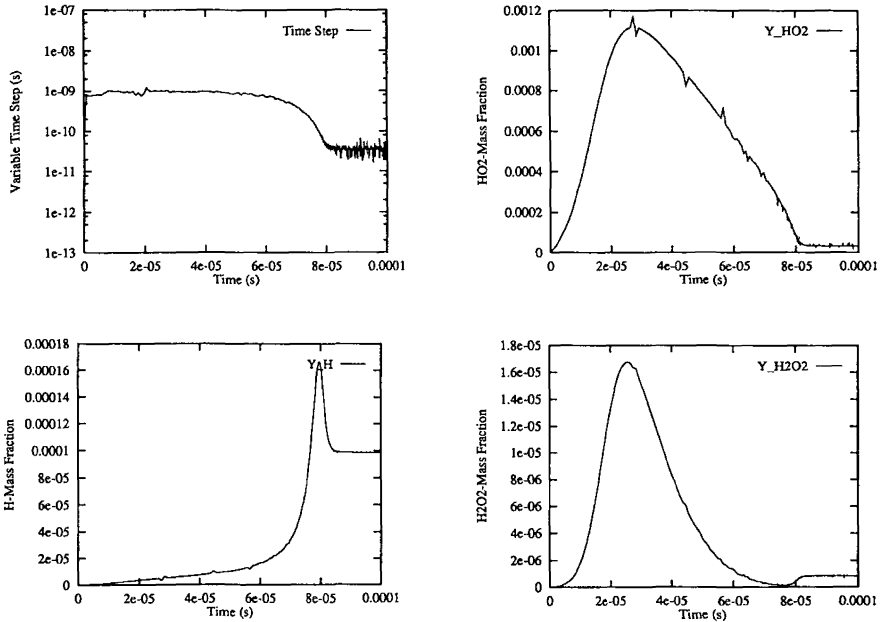 1e-07
1e-08
1e-09
1e-10
1e-11
1e-12
1e-13
Variable Time Step (s)
Time Step
0 2e-05 4e-05 6e-05 8e-05 0.0001
Time (s)
0.0012
0.001
0.0008
0.0006
0.0004
0.0002
0
HO2-Mass Fraction
Y_HO2
0 2e-05 4e-05 6e-05 8e-05 0.0001
Time (s)
0.00018
0.00016
0.00014
0.00012
0.0001
8e-05
6e-05
4e-05
2e-05
0
H-Mass Fraction
Y_H
0 2e-05 4e-05 6e-05 8e-05 0.0001
Time (s)
1.8e-05
1.6e-05
1.4e-05
1.2e-05
1e-05
8e-06
6e-06
4e-06
2e-06
0
H2O2-Mass Fraction
Y_H2O2
0 2e-05 4e-05 6e-05 8e-05 0.0001
Time (s)